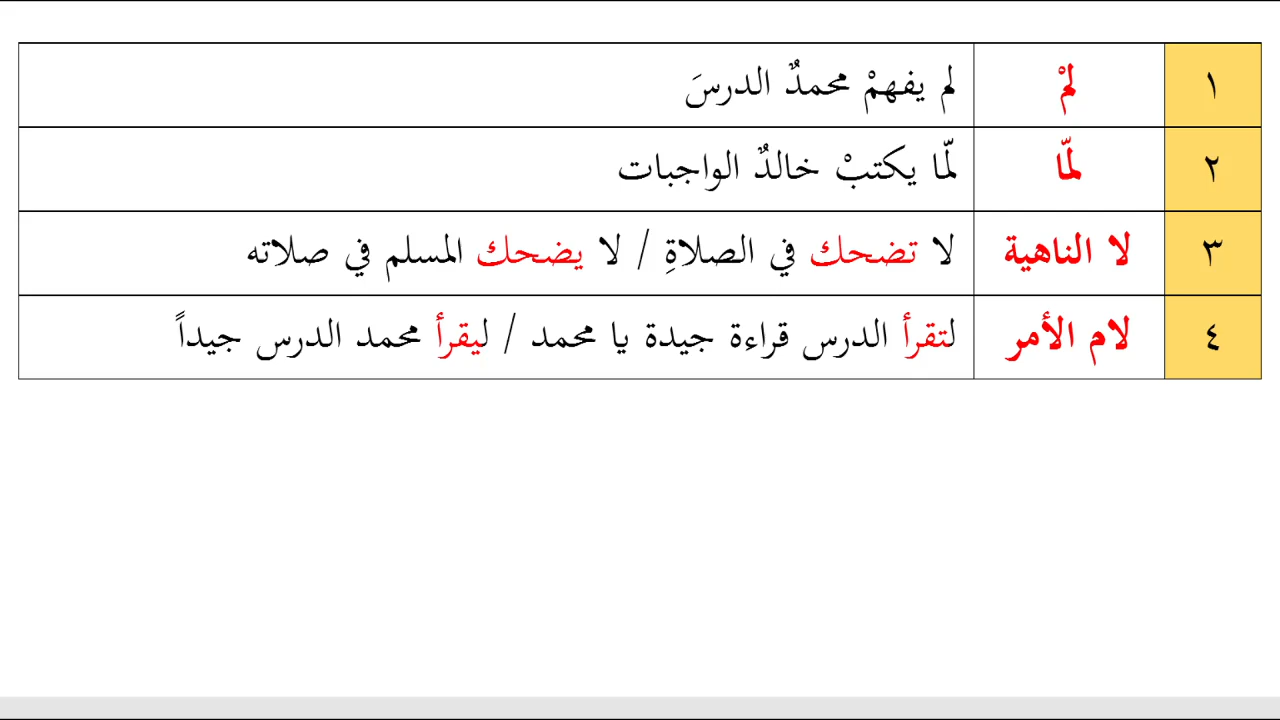 ١ لمْ لم يفهمْ محمدٌ الدرسَ
٢ لمّا لمّا يكتبْ خالدٌ الواجبات
٣ لا الناهية لا تضحك في الصلاةِ / لا يضحك المسلم في صلاته
٤ لام الأمر لتقرأ الدرس قراءة جيدة يا محمد / ليقرأ محمد الدرس جيداً